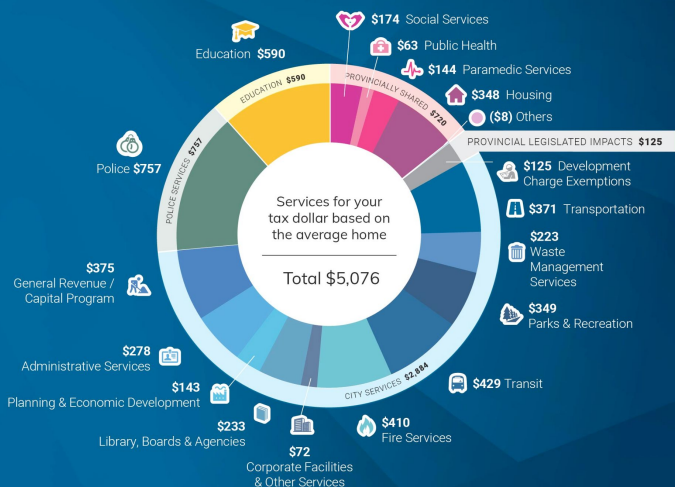 $174 Social Services
$63 Public Health
$144 Paramedic Services
$348 Housing
($8) Others
PROVINCIALLY SHARED $720
PROVINCIAL LEGISLATED IMPACTS $125
$125 Development
Charge Exemptions
$371 Transportation
$223
Waste
Management
Services
$349
Parks & Recreation
$429 Transit
CITY SERVICES $2,884
$410
Fire Services
$72
Corporate Facilities
& Other Services
$233
Library, Boards & Agencies
$143
Planning & Economic Development
$278
Administrative Services
$375
General Revenue /
Capital Program
Police $757
POLICE SERVICES $757
Education $590
EDUCATION $590
Services for your
tax dollar based on
the average home
Total $5,076